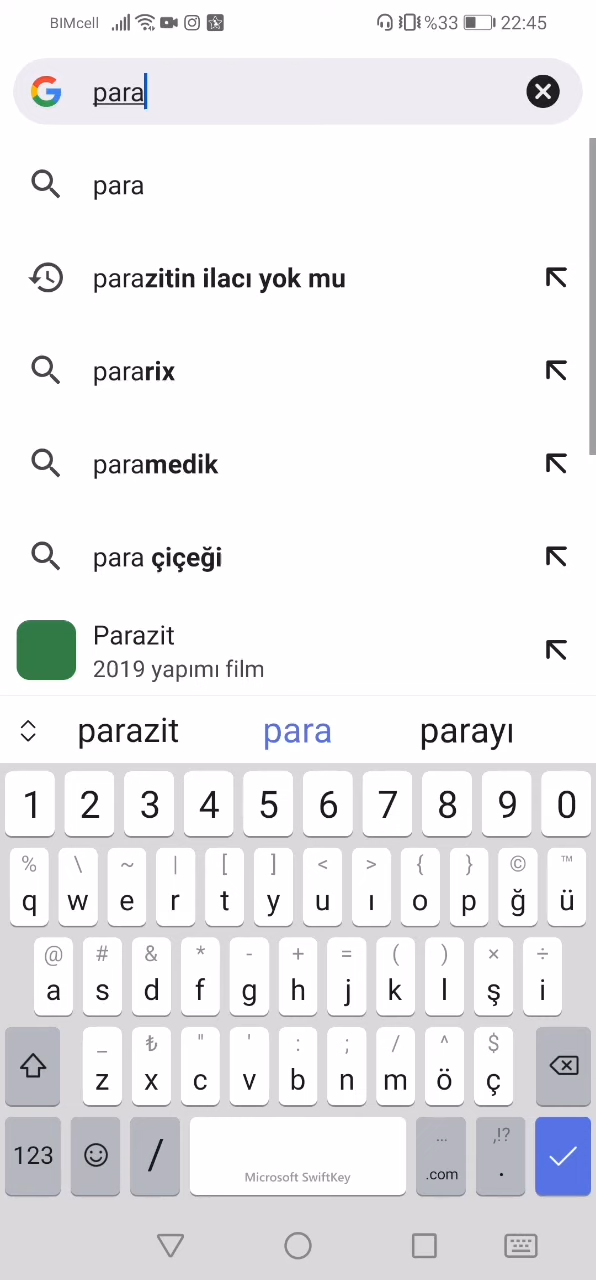 BIMcell %33 22:45
para
para
parazitin ilacı yok mu
pararix
paramedik
para çiçeği
Parazit
2019 yapımı film
parazit para parayı
1 2 3 4 5 6 7 8 9 0
% \ ~ | [ ] < > { } © ™
q w e r t y u ı o p ğ ü
@ # & * - + = ( ) × ÷
a s d f g h j k l ş i
_ ₺ " ' : ; / ^ $
z x c v b n m ö ç
... ,!?
123 / Microsoft SwiftKey .com .